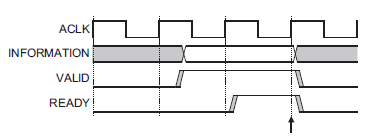 ACLK
INFORMATION
VALID
READY